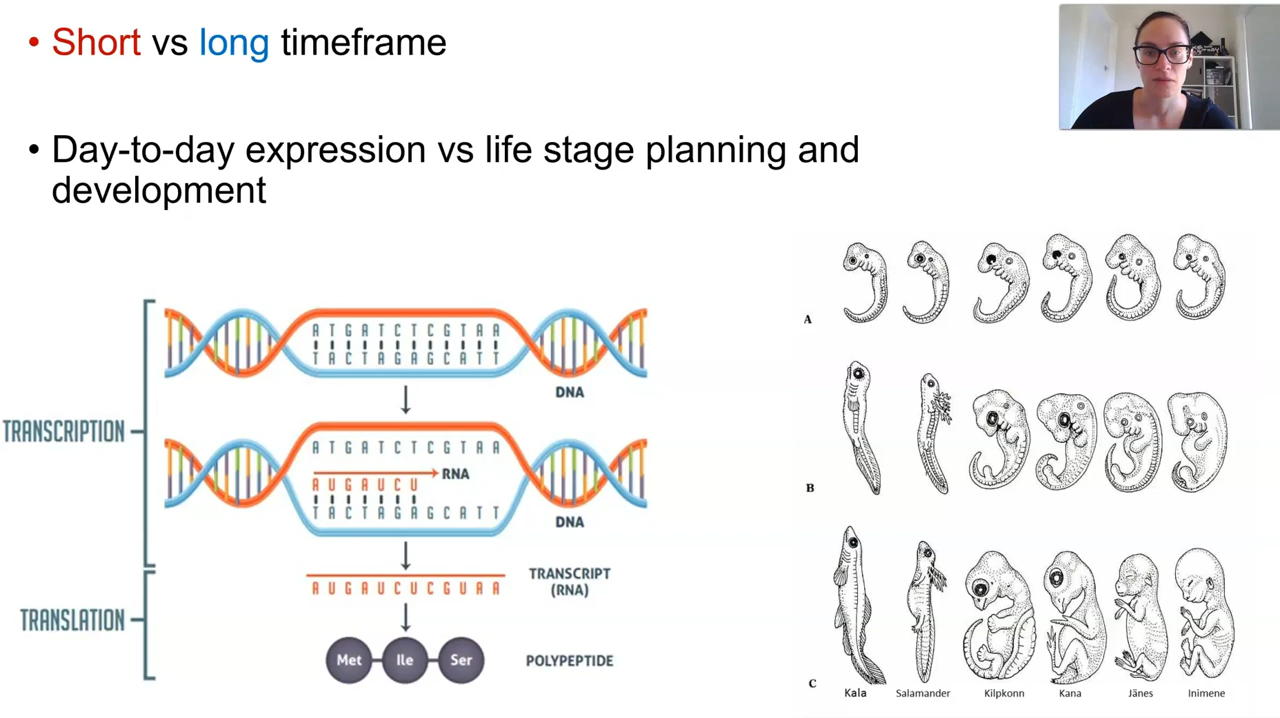 • Short vs long timeframe
• Day-to-day expression vs life stage planning and
development
TRANSCRIPTION
A T G A T C T C G T A A
T A C T A G A G C A T T
DNA
A T G A T C T C G T A A
RNA
A U G A U C U
T A C T A G A G C A T T
DNA
TRANSLATION
A U G A U C U C G U A A
TRANSCRIPT
(RNA)
Met Ile Ser
POLYPEPTIDE
A
B
C
Kala Salamander Kilpkonn Kana Jänes Inimene